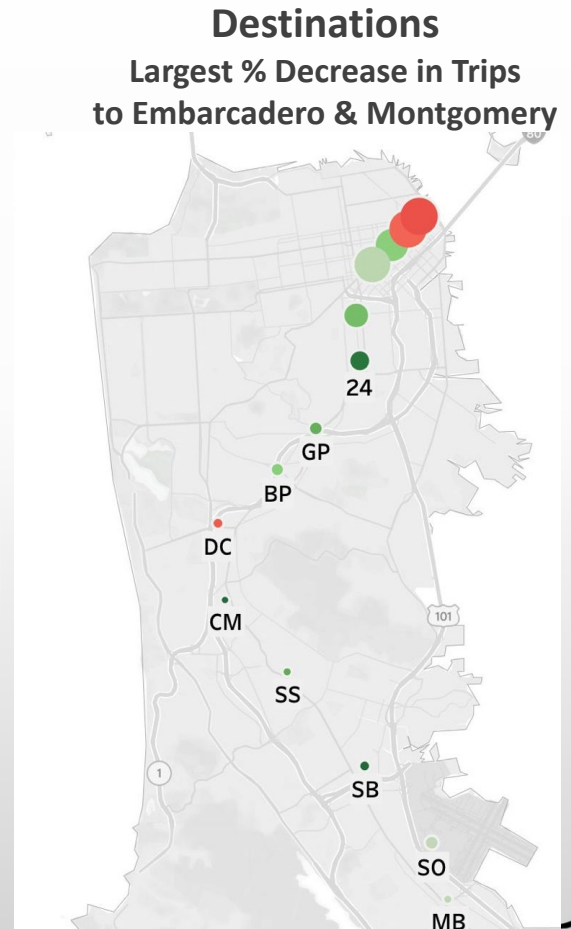 Destinations
Largest % Decrease in Trips
to Embarcadero & Montgomery
80
24
GP
BP
DC
CM
101
SS
1
SB
SO
MB